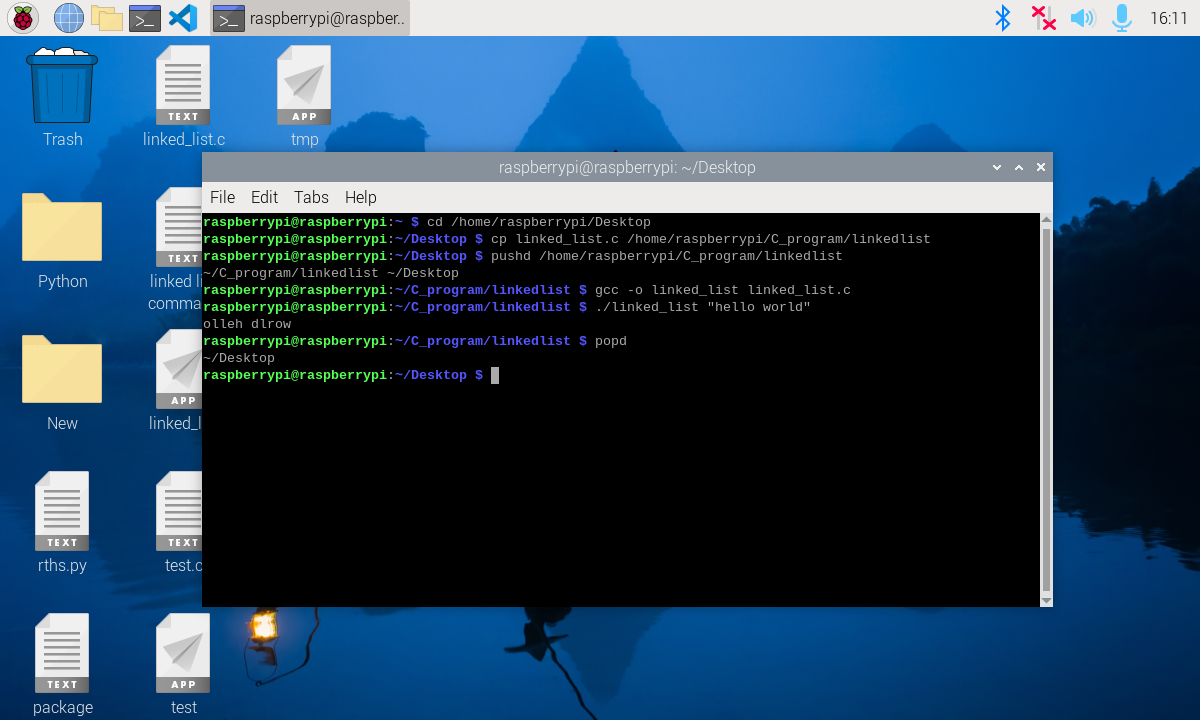 raspberrypi@raspber..
16:11
Trash
linked_list.c
tmp
TEXT
APP
raspberrypi@raspberrypi: ~/Desktop
File Edit Tabs Help
raspberrypi@raspberrypi:~ $ cd /home/raspberrypi/Desktop
raspberrypi@raspberrypi:~/Desktop $ cp linked_list.c /home/raspberrypi/C_program/linkedlist
raspberrypi@raspberrypi:~/Desktop $ pushd /home/raspberrypi/C_program/linkedlist
~/C_program/linkedlist ~/Desktop
raspberrypi@raspberrypi:~/C_program/linkedlist $ gcc -o linked_list linked_list.c
raspberrypi@raspberrypi:~/C_program/linkedlist $ ./linked_list "hello world"
olleh dlrow
raspberrypi@raspberrypi:~/C_program/linkedlist $ popd
~/Desktop
raspberrypi@raspberrypi:~/Desktop $
TEXT
Python
linked li
comma
APP
New
linked_l
TEXT
TEXT
rths.py
test.c
TEXT
APP
package
test